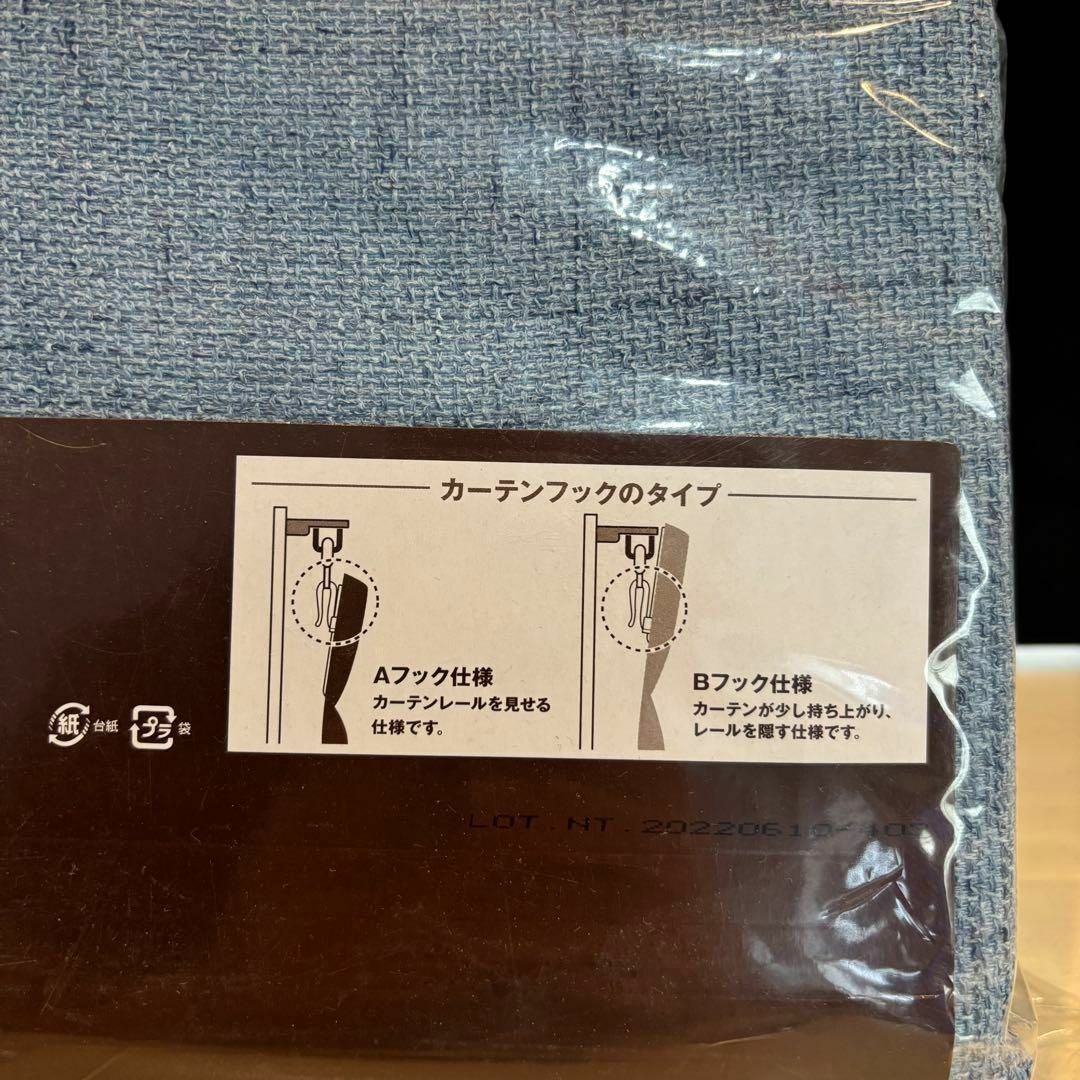 カーテンフックのタイプ
Aフック仕様
カーテンレールを見せる
仕様です。
Bフック仕様
カーテンが少し持ち上がり、
レールを隠す仕様です。
紙 台紙 プラ 袋
LOT.NT.20220610